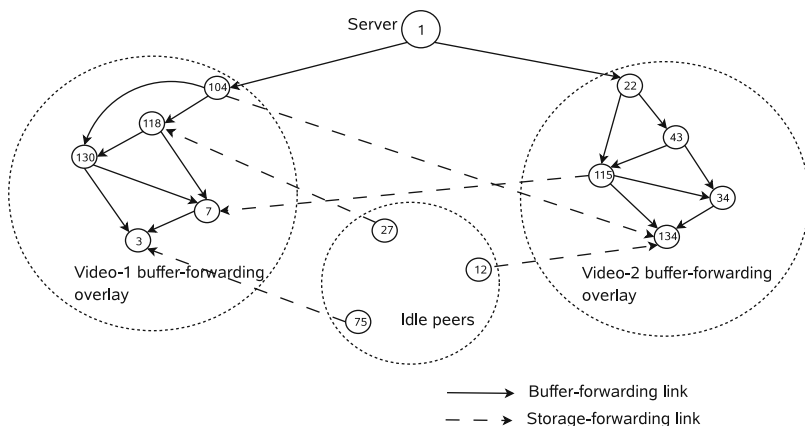 Server
1
104
22
118
43
130
115
7
34
27
3
134
12
Video-1 buffer-forwarding
overlay
Video-2 buffer-forwarding
overlay
75
Idle peers
Buffer-forwarding link
Storage-forwarding link